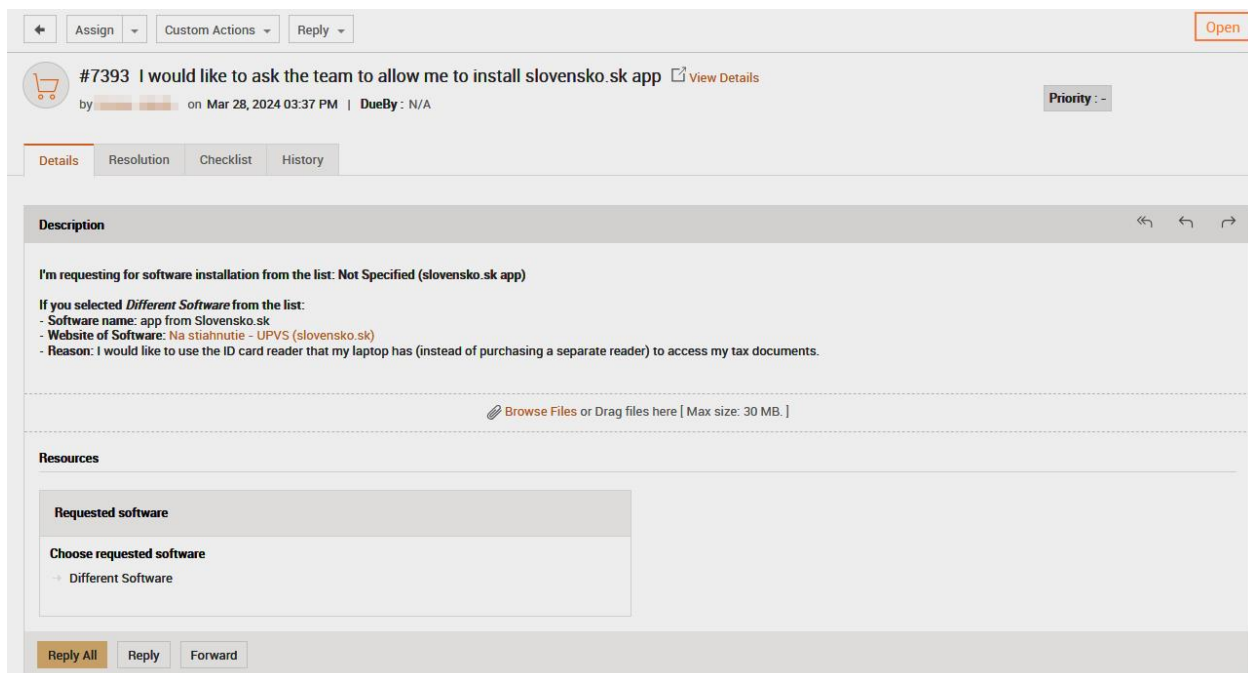 Assign
Custom Actions
Reply
Open
#7393 I would like to ask the team to allow me to install slovensko.sk app View Details
by on Mar 28, 2024 03:37 PM | DueBy : N/A
Priority : -
Details
Resolution
Checklist
History
Description
I'm requesting for software installation from the list: Not Specified (slovensko.sk app)
If you selected Different Software from the list:
- Software name: app from Slovensko.sk
- Website of Software: Na stiahnutie - UPVS (slovensko.sk)
- Reason: I would like to use the ID card reader that my laptop has (instead of purchasing a separate reader) to access my tax documents.
Browse Files or Drag files here [ Max size: 30 MB. ]
Resources
Requested software
Choose requested software
Different Software
Reply All
Reply
Forward